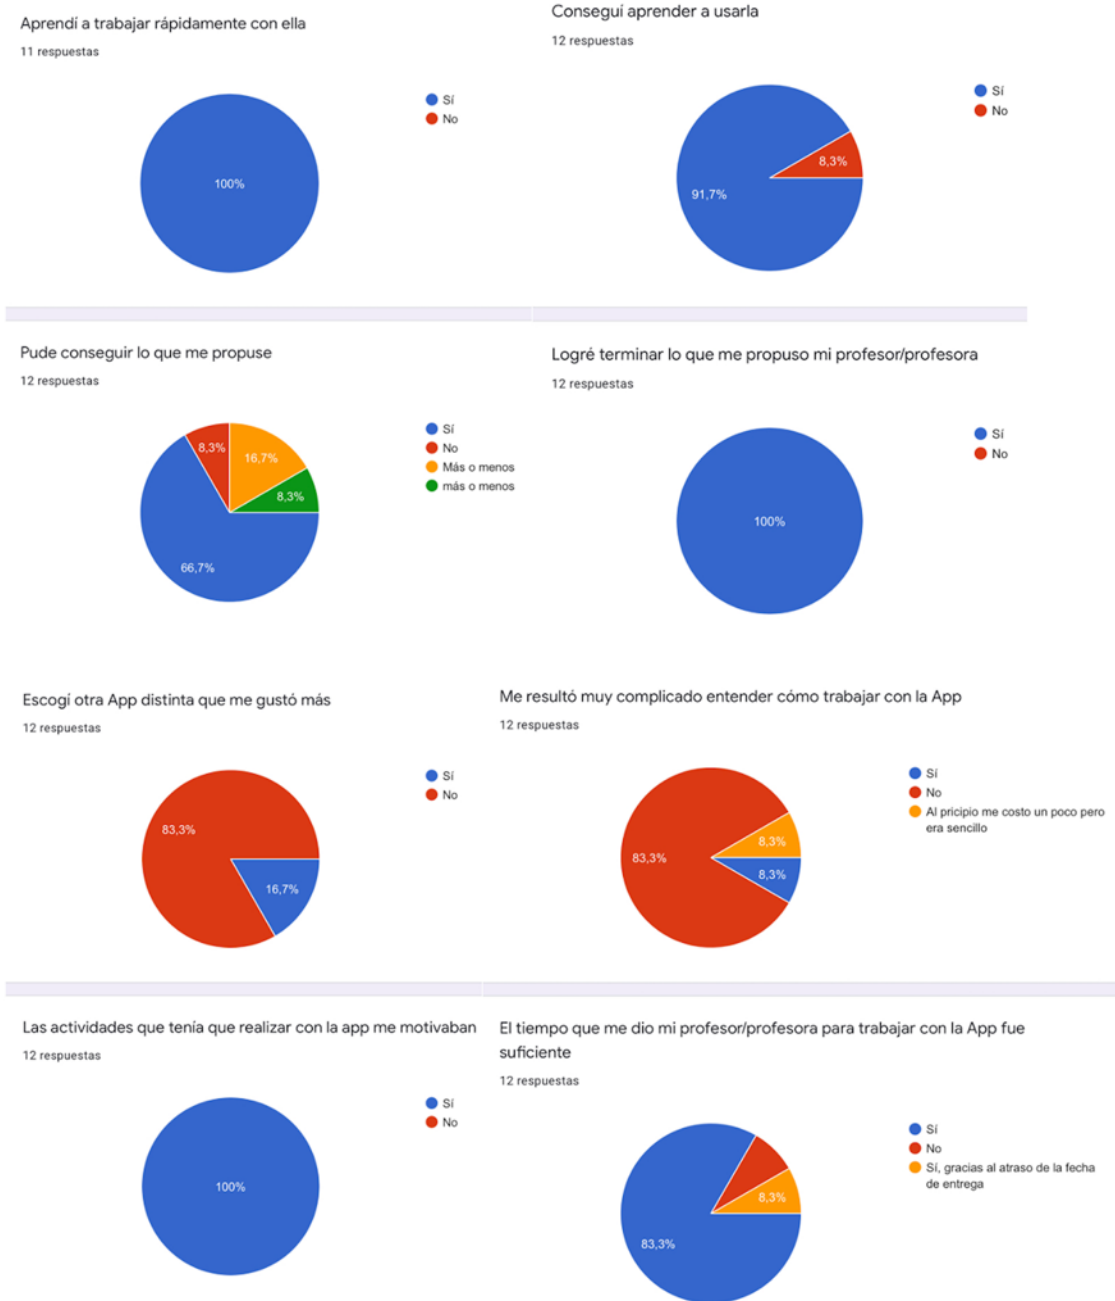 Aprendí a trabajar rápidamente con ella
11 respuestas
Sí
No
100%
Conseguí aprender a usarla
12 respuestas
Sí
No
8,3%
91,7%
Pude conseguir lo que me propuse
12 respuestas
Sí
No
Más o menos
más o menos
8,3%
16,7%
8,3%
66,7%
Logré terminar lo que me propuso mi profesor/profesora
12 respuestas
Sí
No
100%
Escogí otra App distinta que me gustó más
12 respuestas
Sí
No
83,3%
16,7%
Me resultó muy complicado entender cómo trabajar con la App
12 respuestas
Sí
No
Al pricipio me costo un poco pero
era sencillo
8,3%
83,3%
8,3%
Las actividades que tenía que realizar con la app me motivaban
12 respuestas
Sí
No
100%
El tiempo que me dio mi profesor/profesora para trabajar con la App fue
suficiente
12 respuestas
Sí
No
Sí, gracias al atraso de la fecha
de entrega
8,3%
83,3%